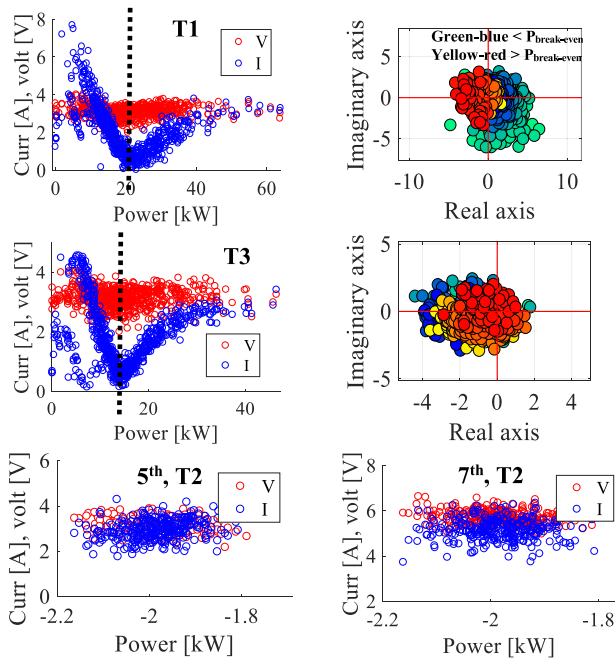 T1
Curr [A], volt [V]
8
6
4
2
0
V
I
0
20
40
60
Power [kW]
Green-blue < P_break-even
Yellow-red > P_break-even
Imaginary axis
5
0
-5
-10
0
10
Real axis
T3
Curr [A], volt [V]
4
2
0
V
I
0
20
40
Power [kW]
Imaginary axis
5
0
-5
-4
-2
0
2
4
Real axis
5th, T2
Curr [A], volt [V]
6
4
2
0
V
I
-2.2
-2
-1.8
Power [kW]
7th, T2
Curr [A], volt [V]
8
6
4
2
V
I
-2.2
-2
-1.8
Power [kW]